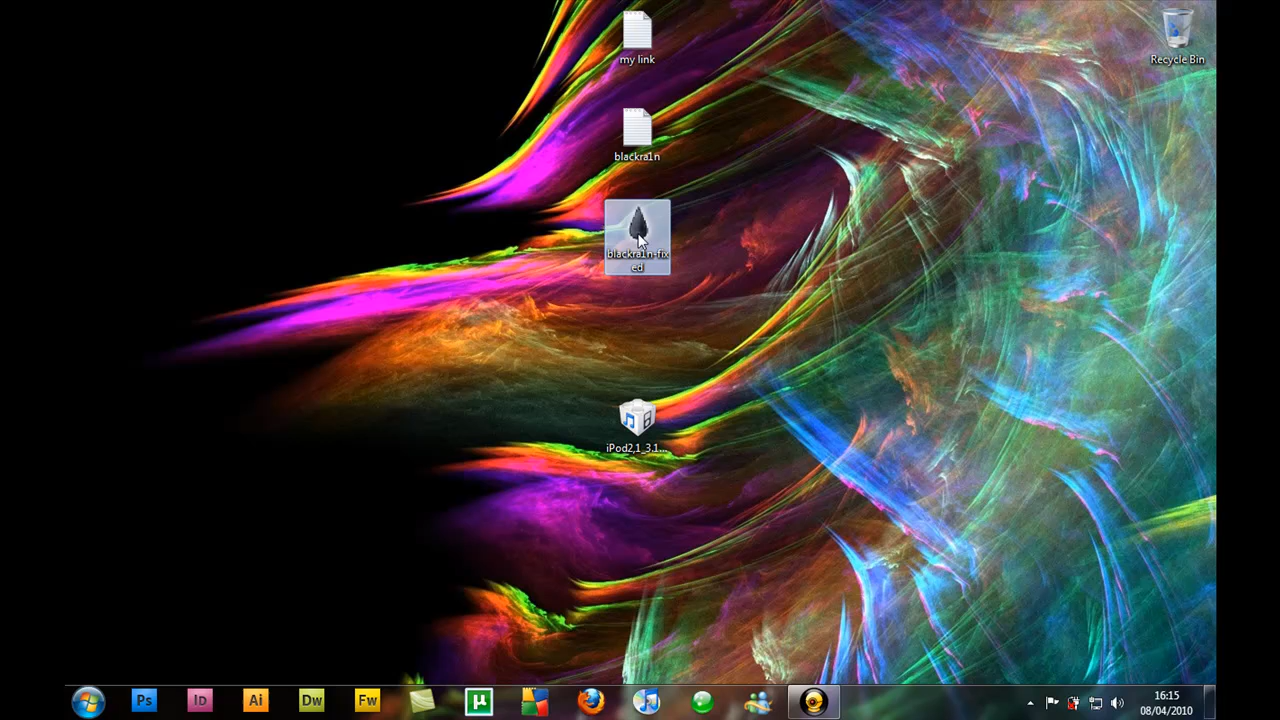 my link
Recycle Bin
blackra1n
blackra1n-fix
ed
iPod2,1_3.1...
Ps
ID
Ai
Dw
Fw
µ
16:15
08/04/2010